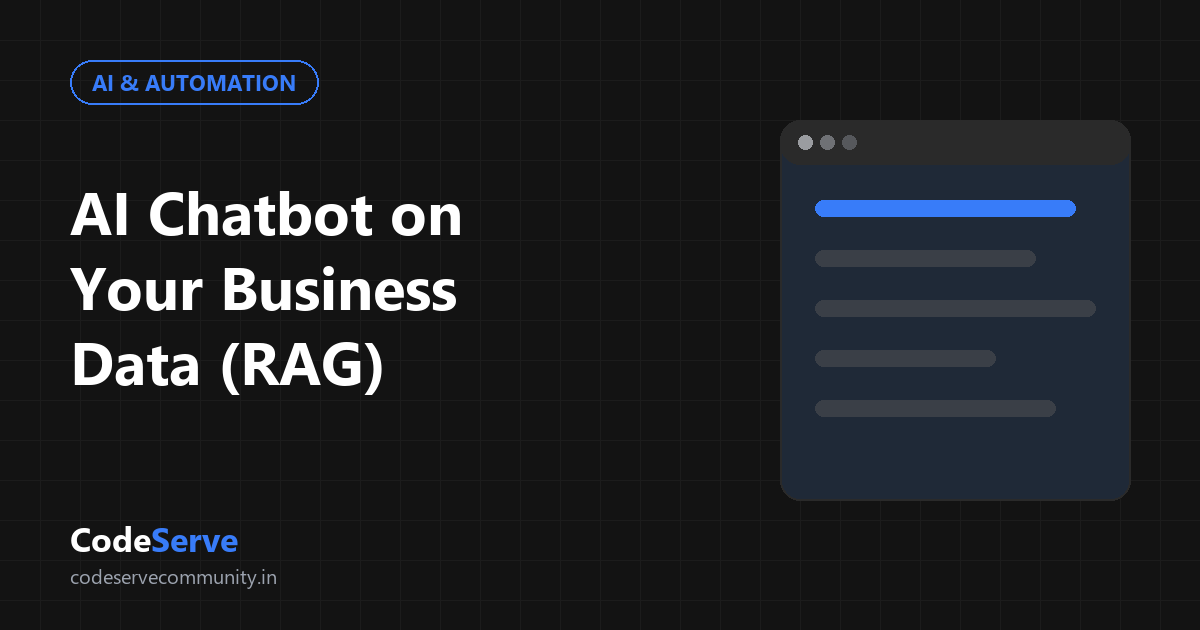 AI & AUTOMATION
AI Chatbot on
Your Business
Data (RAG)
CodeServe
codeservecommunity.in